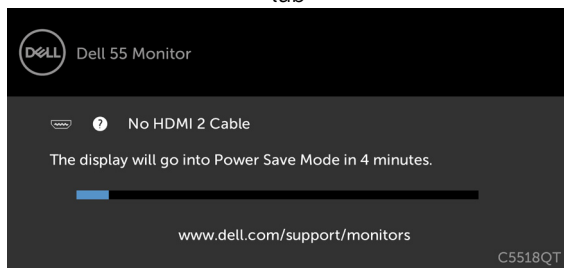 DELL
Dell 55 Monitor
? No HDMI 2 Cable
The display will go into Power Save Mode in 4 minutes.
www.dell.com/support/monitors
C5518QT